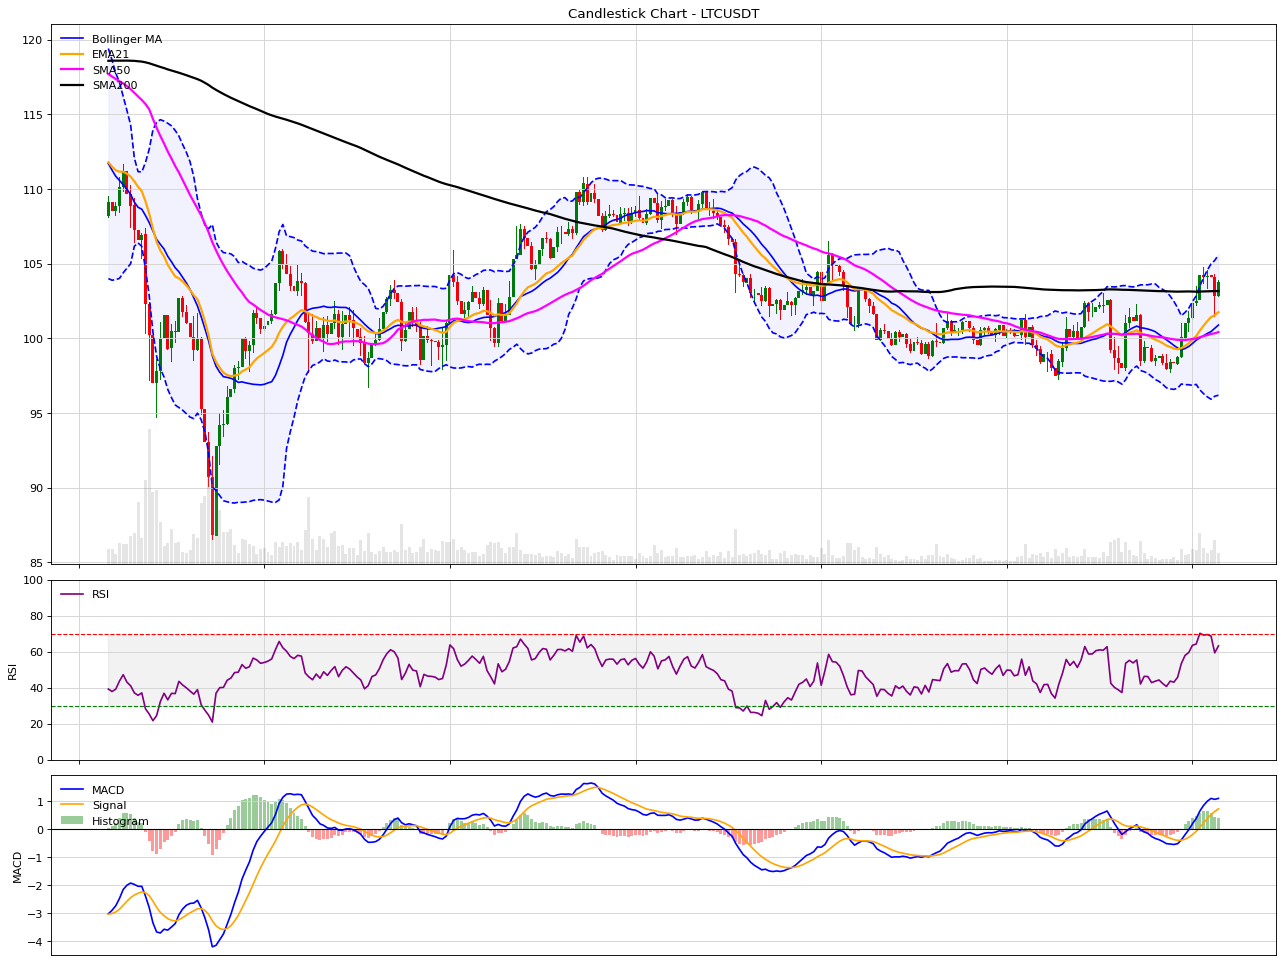 Candlestick Chart - LTCUSDT
Bollinger MA
EMA21
SMA50
SMA200
120
115
110
105
100
95
90
85
RSI
100
80
60
40
20
0
RSI
MACD
Signal
Histogram
1
0
−1
−2
−3
−4
MACD